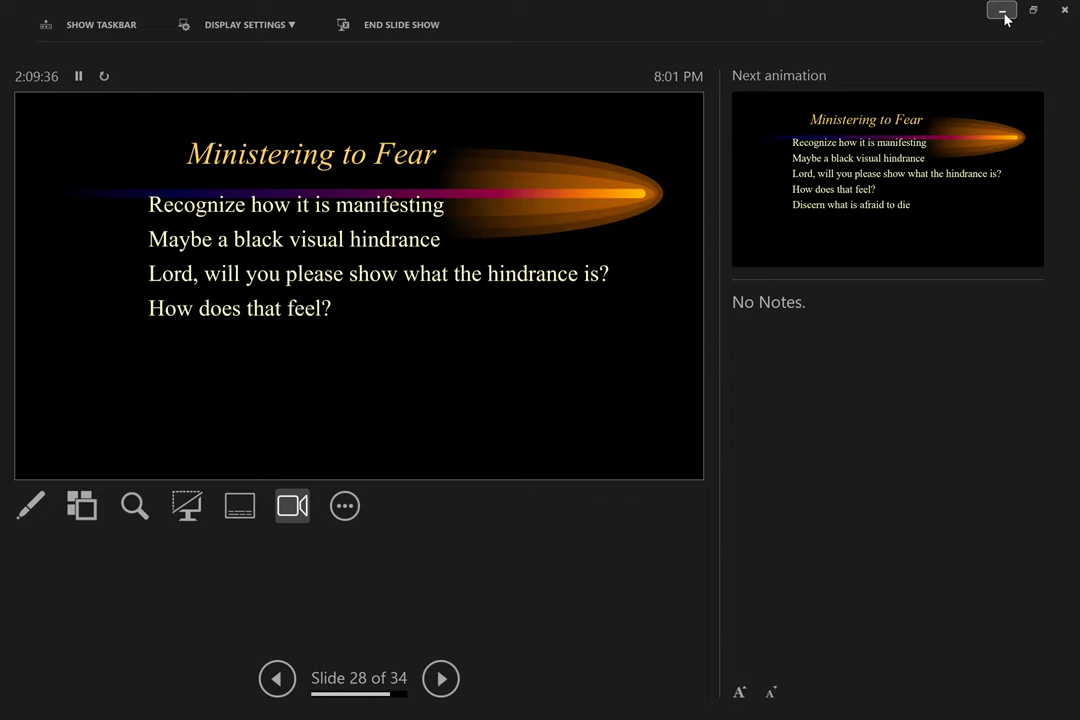 SHOW TASKBAR
DISPLAY SETTINGS ▼
END SLIDE SHOW
2:09:36
8:01 PM
Ministering to Fear
Recognize how it is manifesting
Maybe a black visual hindrance
Lord, will you please show what the hindrance is?
How does that feel?
Next animation
Ministering to Fear
Recognize how it is manifesting
Maybe a black visual hindrance
Lord, will you please show what the hindrance is?
How does that feel?
Discern what is afraid to die
No Notes.
Slide 28 of 34
A A